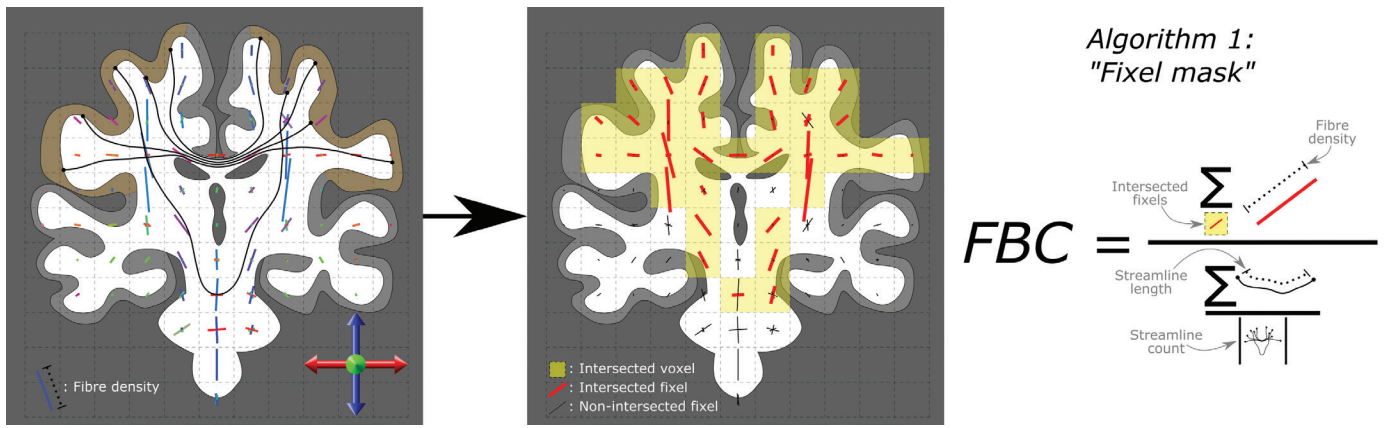 : Fibre density
: Intersected voxel
: Intersected fixel
: Non-intersected fixel
Algorithm 1:
"Fixel mask"
FBC =
Intersected
fixels
Σ
Fibre
density
Streamline
length
Σ
Streamline
count